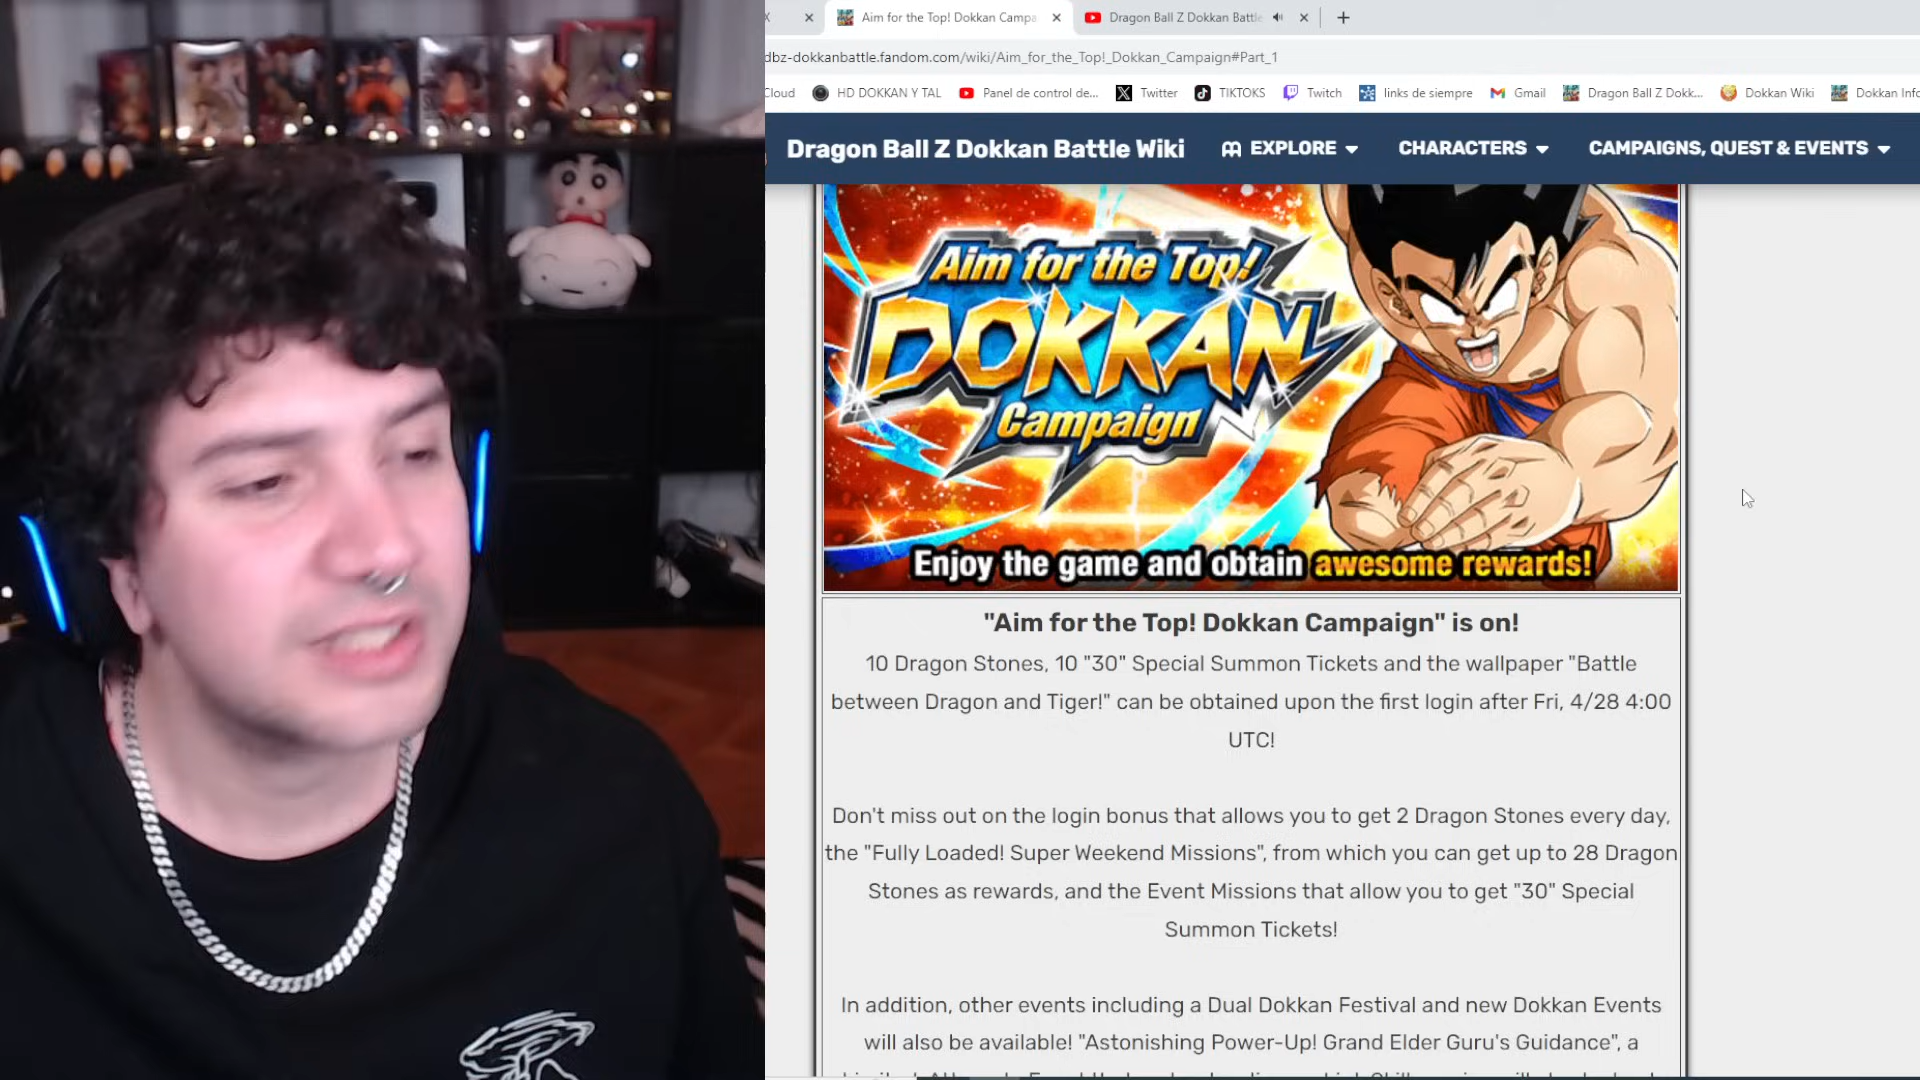 Aim for the Top! Dokkan Campa
Dragon Ball Z Dokkan Battl
dbz-dokkanbattle.fandom.com/wiki/Aim_for_the_Top!_Dokkan_Campaign#Part_1
Cloud HD DOKKAN Y TAL Panel de control de... Twitter TIKTOKS Twitch links de siempre Gmail Dragon Ball Z Dokk... Dokkan Wiki Dokkan Info
Dragon Ball Z Dokkan Battle Wiki EXPLORE CHARACTERS CAMPAIGNS, QUEST & EVENTS
Aim for the Top!
DOKKAN
Campaign
Enjoy the game and obtain awesome rewards!
"Aim for the Top! Dokkan Campaign" is on!
10 Dragon Stones, 10 "30" Special Summon Tickets and the wallpaper "Battle
between Dragon and Tiger!" can be obtained upon the first login after Fri, 4/28 4:00
UTC!
Don't miss out on the login bonus that allows you to get 2 Dragon Stones every day,
the "Fully Loaded! Super Weekend Missions", from which you can get up to 28 Dragon
Stones as rewards, and the Event Missions that allow you to get "30" Special
Summon Tickets!
In addition, other events including a Dual Dokkan Festival and new Dokkan Events
will also be available! "Astonishing Power-Up! Grand Elder Guru's Guidance", a